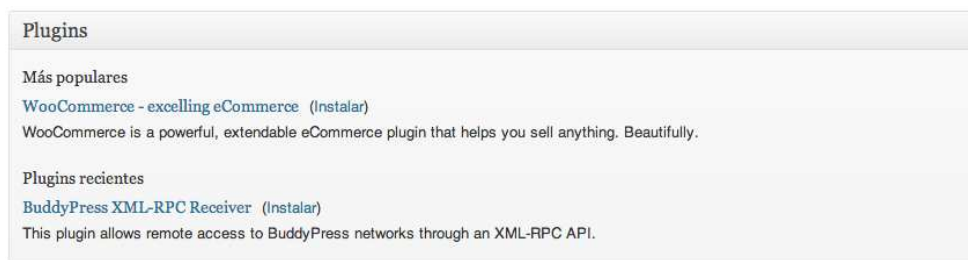 Plugins
Más populares
WooCommerce - excelling eCommerce (Instalar)
WooCommerce is a powerful, extendable eCommerce plugin that helps you sell anything. Beautifully.
Plugins recientes
BuddyPress XML-RPC Receiver (Instalar)
This plugin allows remote access to BuddyPress networks through an XML-RPC API.